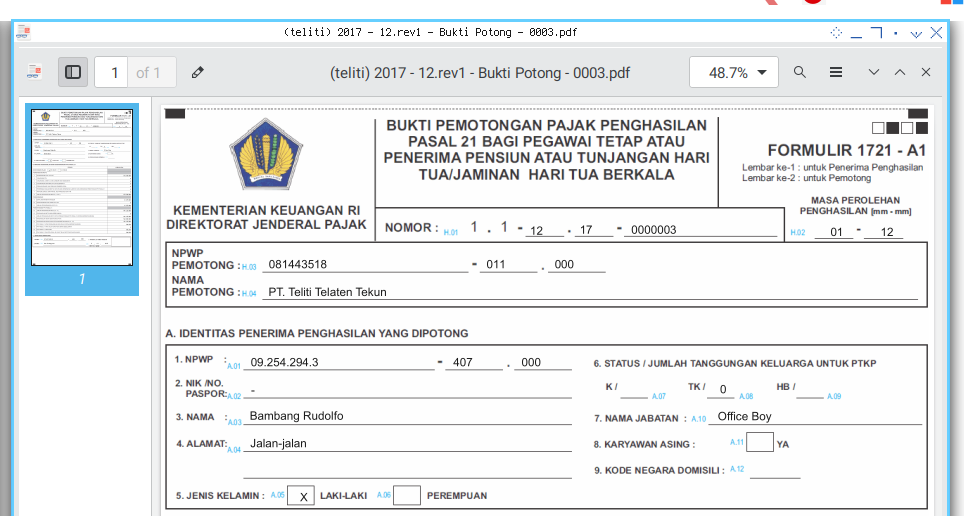 (teliti) 2017 - 12.rev1 - Bukti Potong - 0003.pdf
1 of 1
(teliti) 2017 - 12.rev1 - Bukti Potong - 0003.pdf
48.7%
1
KEMENTERIAN KEUANGAN RI
DIREKTORAT JENDERAL PAJAK
BUKTI PEMOTONGAN PAJAK PENGHASILAN
PASAL 21 BAGI PEGAWAI TETAP ATAU
PENERIMA PENSIUN ATAU TUNJANGAN HARI
TUA/JAMINAN HARI TUA BERKALA
NOMOR : H.01 1 . 1 - 12 . 17 - 0000003
FORMULIR 1721 - A1
Lembar ke-1 : untuk Penerima Penghasilan
Lembar ke-2 : untuk Pemotong
MASA PEROLEHAN
PENGHASILAN [mm - mm]
H.02 01 - 12
NPWP
PEMOTONG : H.03 081443518 - 011 . 000
NAMA
PEMOTONG : H.04 PT. Teliti Telaten Tekun
A. IDENTITAS PENERIMA PENGHASILAN YANG DIPOTONG
1. NPWP : A.01 09.254.294.3 - 407 . 000
2. NIK /NO.
PASPOR: A.02 -
3. NAMA : A.03 Bambang Rudolfo
4. ALAMAT: A.04 Jalan-jalan
5. JENIS KELAMIN : A.05 X LAKI-LAKI A.06 PEREMPUAN
6. STATUS / JUMLAH TANGGUNGAN KELUARGA UNTUK PTKP
K / A.07 TK / 0 A.08 HB / A.09
7. NAMA JABATAN : A.10 Office Boy
8. KARYAWAN ASING : A.11 YA
9. KODE NEGARA DOMISILI : A.12